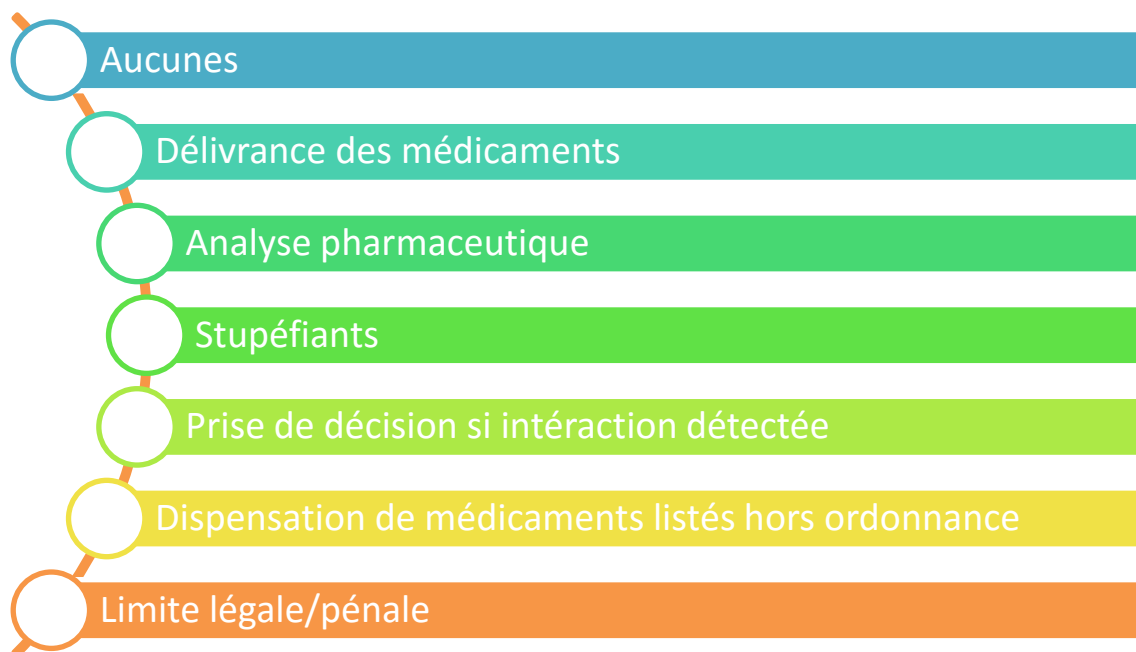 Aucunes
Délivrance des médicaments
Analyse pharmaceutique
Stupéfiants
Prise de décision si intéraction détectée
Dispensation de médicaments listés hors ordonnance
Limite légale/pénale